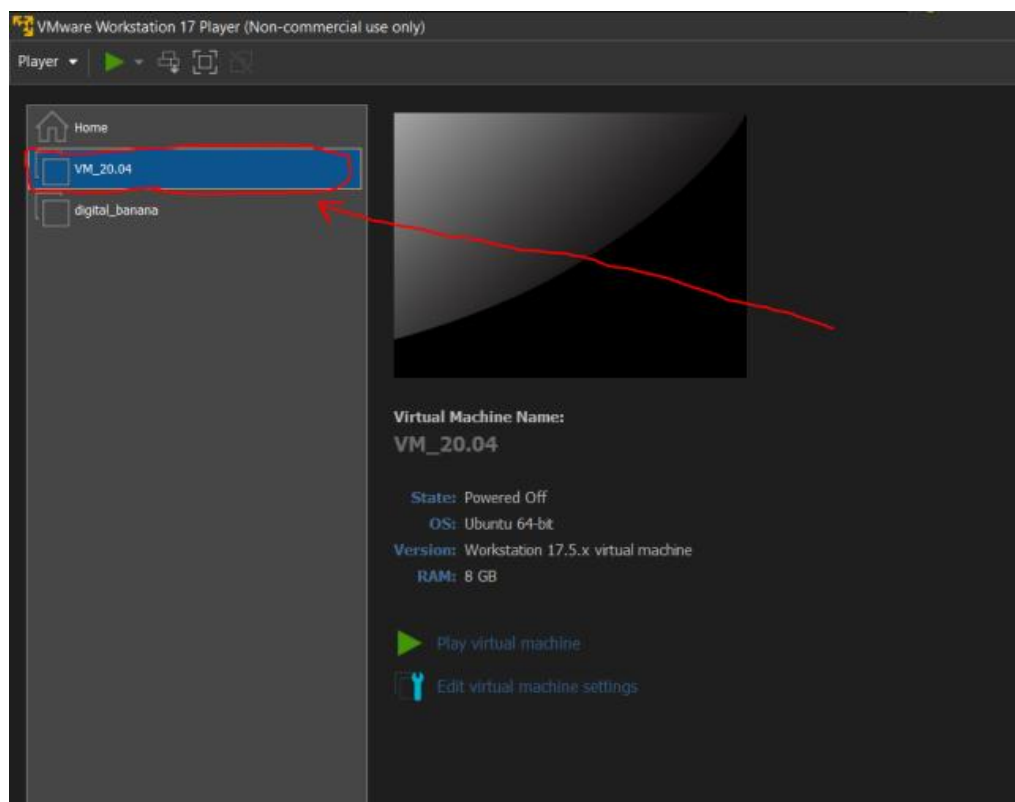 VMware Workstation 17 Player (Non-commercial use only)
Player
Home
VM_20.04
digital_banana
Virtual Machine Name:
VM_20.04
State: Powered Off
OS: Ubuntu 64-bit
Version: Workstation 17.5.x virtual machine
RAM: 8 GB
Play virtual machine
Edit virtual machine settings